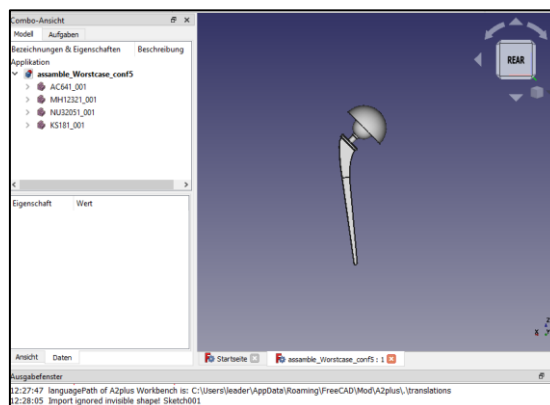 Combo-Ansicht
Modell Aufgaben
Bezeichnungen & Eigenschaften Beschreibung
Applikation
assamble_Worstcase_conf5
AC641_001
MH12321_001
NU32051_001
KS181_001
Eigenschaft Wert
Ansicht Daten
REAR
Z
X
Startseite
assamble_Worstcase_conf5 : 1
Ausgabefenster
12:27:47 languagePath of A2plus Workbench is: C:\Users\leader\AppData\Roaming\FreeCAD\Mod\A2plus\.\translations
12:28:05 Import ignored invisible shape! Sketch001